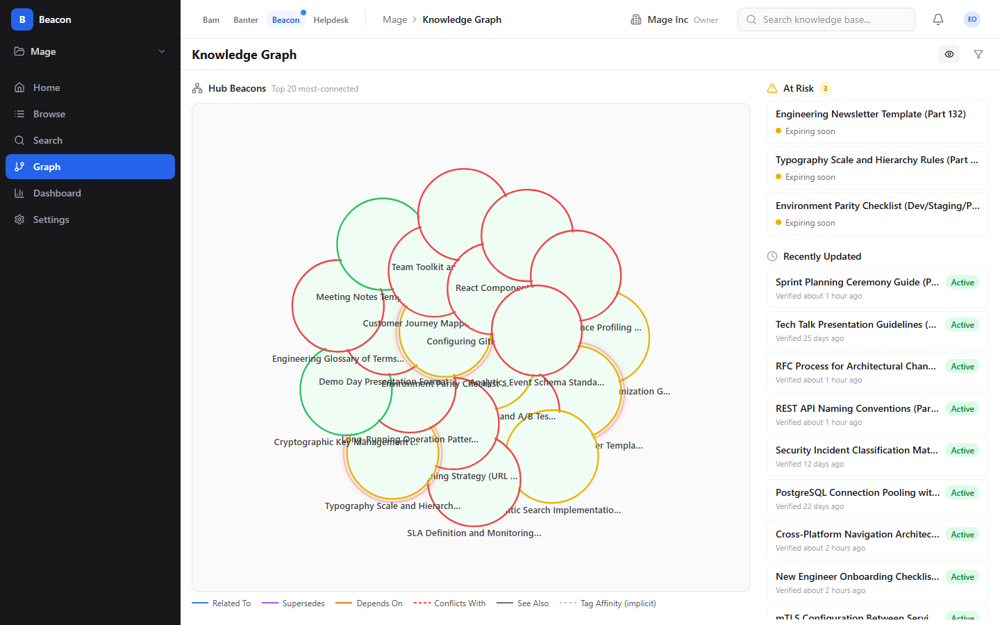 B Beacon
Mage
Home
Browse
Search
Graph
Dashboard
Settings
Bam Banter Beacon Helpdesk Mage > Knowledge Graph
Mage Inc Owner
Search knowledge base...
EO
Knowledge Graph
Hub Beacons Top 20 most-connected
Team Toolkit ar
React Componen
Meeting Notes Tem
Customer Journey Mapp...
nce Profiling ...
Configuring Git
Engineering Glossary of Terms...
Demo Day Presentation Format
Environment Parity Checklist ...
Analytics Event Schema Standa...
mization G...
and A/B Tes...
Long-Running Operation Patter...
Cryptographic Key Management ...
er Templa...
ning Strategy (URL ...
Typography Scale and Hierarch...
tic Search Implementatio...
SLA Definition and Monitoring...
Related To Supersedes Depends On Conflicts With See Also Tag Affinity (implicit)
At Risk 3
Engineering Newsletter Template (Part 132)
Expiring soon
Typography Scale and Hierarchy Rules (Part ...
Expiring soon
Environment Parity Checklist (Dev/Staging/P...
Expiring soon
Recently Updated
Sprint Planning Ceremony Guide (P... Active
Verified about 1 hour ago
Tech Talk Presentation Guidelines (... Active
Verified 25 days ago
RFC Process for Architectural Chan... Active
Verified about 1 hour ago
REST API Naming Conventions (Par... Active
Verified about 1 hour ago
Security Incident Classification Mat... Active
Verified 12 days ago
PostgreSQL Connection Pooling wit... Active
Verified 22 days ago
Cross-Platform Navigation Architec... Active
Verified about 2 hours ago
New Engineer Onboarding Checklis... Active
Verified about 2 hours ago
mTLS Configuration Between Servi... Active